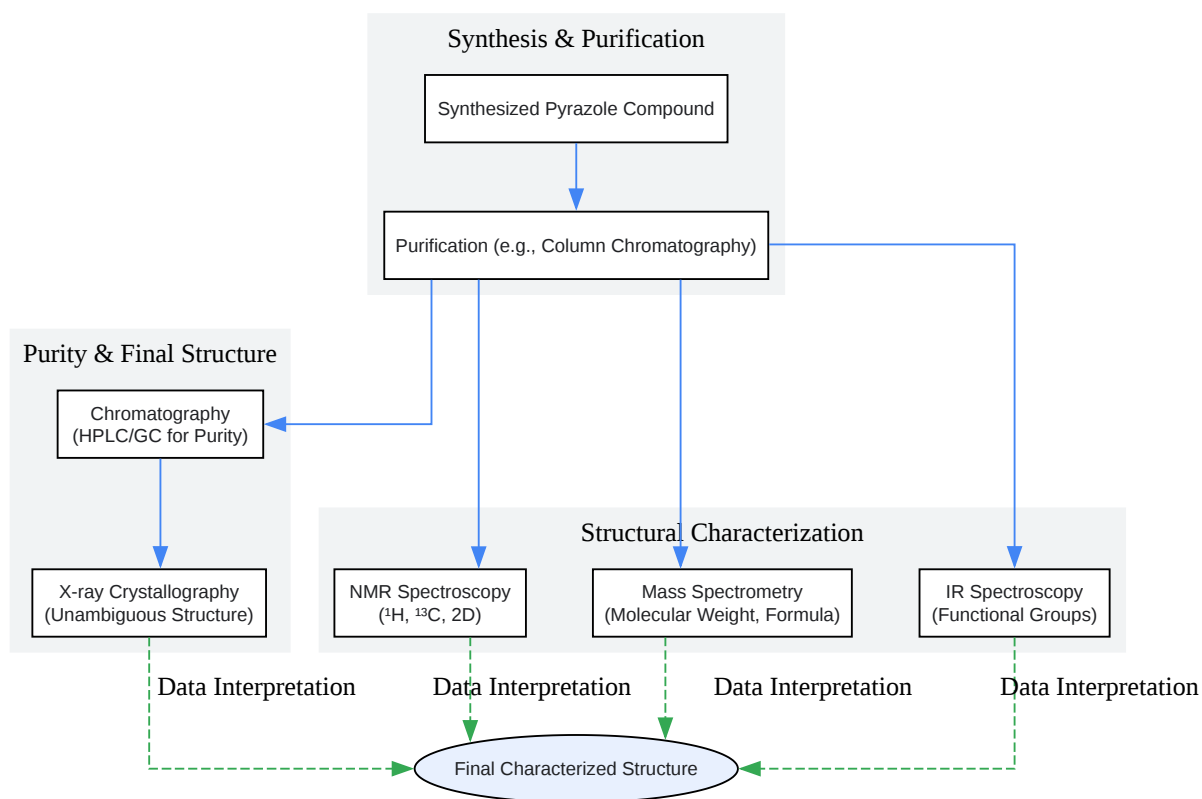 Synthesis & Purification
Synthesized Pyrazole Compound
Purification (e.g., Column Chromatography)
Purity & Final Structure
Chromatography
(HPLC/GC for Purity)
X-ray Crystallography
(Unambiguous Structure)
Structural Characterization
NMR Spectroscopy
(¹H, ¹³C, 2D)
Mass Spectrometry
(Molecular Weight, Formula)
IR Spectroscopy
(Functional Groups)
Data Interpretation
Data Interpretation
Data Interpretation
Data Interpretation
Final Characterized Structure